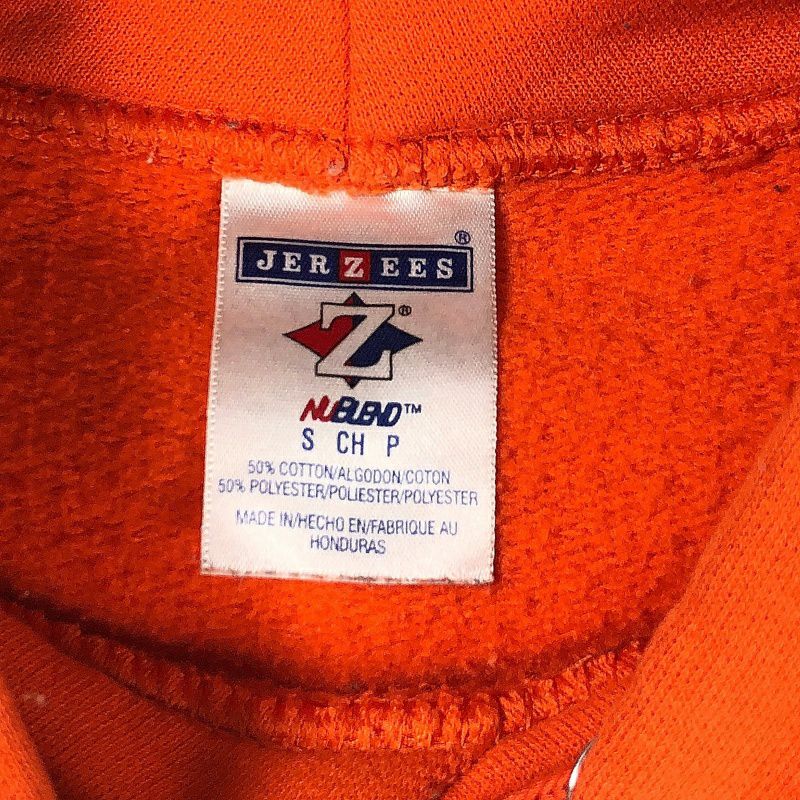 ®
JERZEES
Z®
NUBLEND™
S CH P
50% COTTON/ALGODON/COTON
50% POLYESTER/POLIESTER/POLYESTER
MADE IN/HECHO EN/FABRIQUE AU
HONDURAS